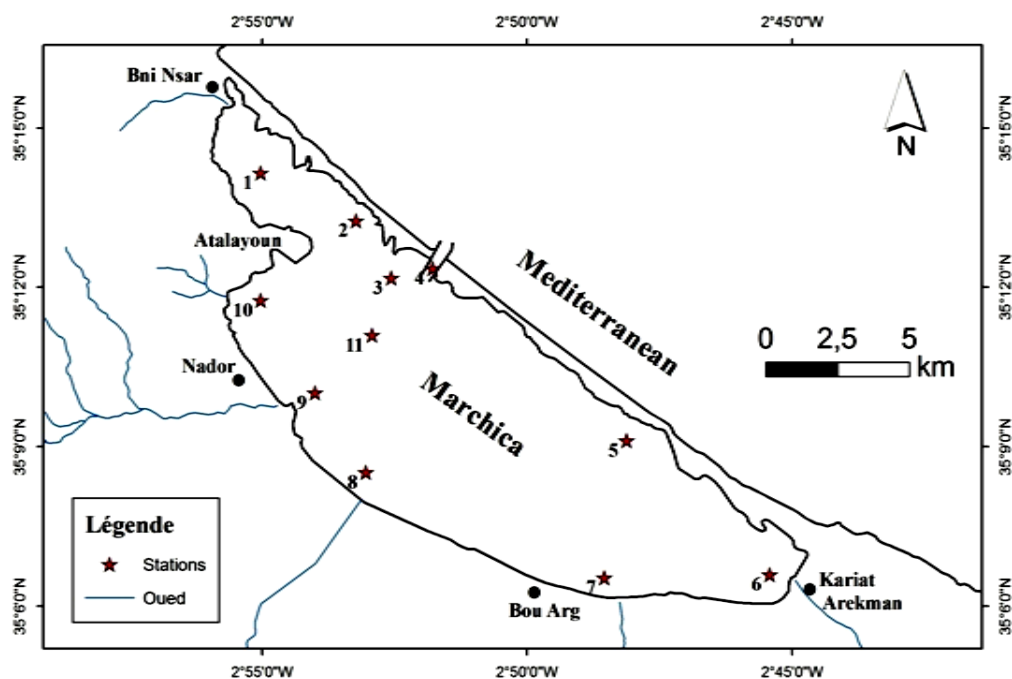 2°55'0"W
2°50'0"W
2°45'0"W
Bni Nsar
35°15'0"N
35°15'0"N
N
1
2
Atalayoun
Mediterranean
3
4
35°12'0"N
35°12'0"N
10
11
0
2,5
5
km
Nador
Marchica
9
5
35°9'0"N
35°9'0"N
8
Légende
Stations
Oued
7
6
Kariat
Arekman
Bou Arg
35°6'0"N
35°6'0"N
2°55'0"W
2°50'0"W
2°45'0"W